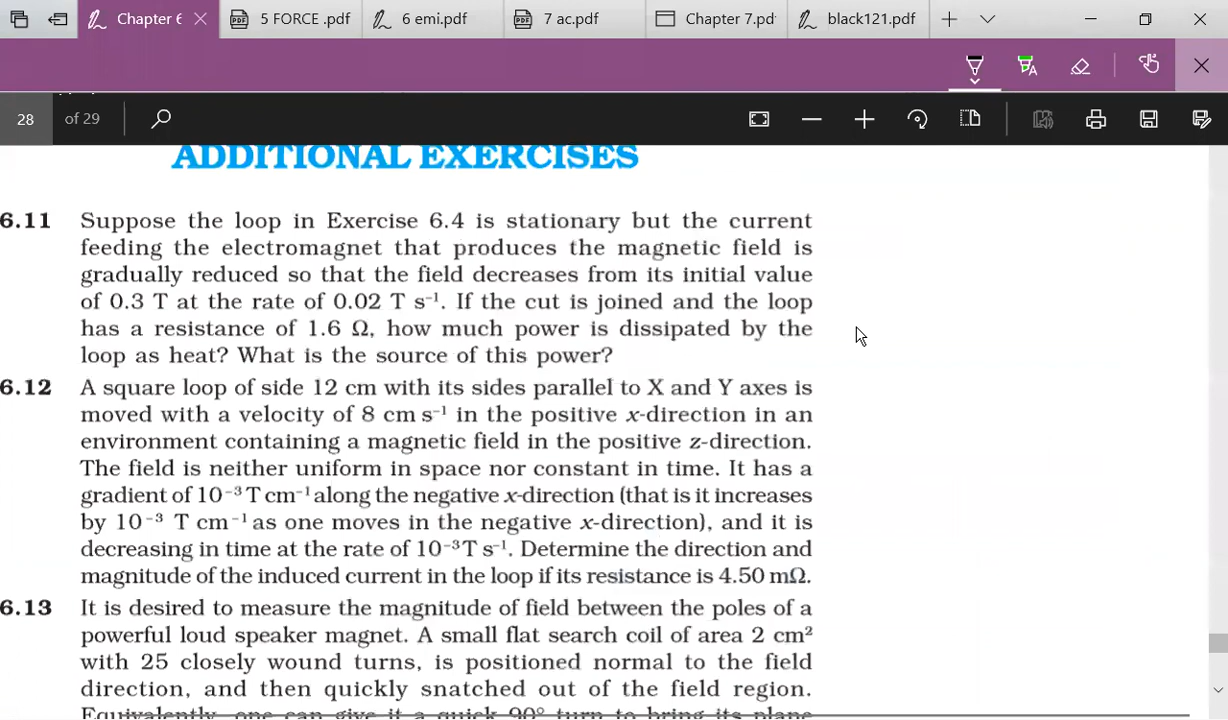 Chapter 6
5 FORCE .pdf
6 emi.pdf
7 ac.pdf
Chapter 7.pd
black121.pdf
28 of 29
ADDITIONAL EXERCISES
6.11 Suppose the loop in Exercise 6.4 is stationary but the current
feeding the electromagnet that produces the magnetic field is
gradually reduced so that the field decreases from its initial value
of 0.3 T at the rate of 0.02 T s⁻¹. If the cut is joined and the loop
has a resistance of 1.6 Ω, how much power is dissipated by the
loop as heat? What is the source of this power?
6.12 A square loop of side 12 cm with its sides parallel to X and Y axes is
moved with a velocity of 8 cm s⁻¹ in the positive x-direction in an
environment containing a magnetic field in the positive z-direction.
The field is neither uniform in space nor constant in time. It has a
gradient of 10⁻³ T cm⁻¹ along the negative x-direction (that is it increases
by 10⁻³ T cm⁻¹ as one moves in the negative x-direction), and it is
decreasing in time at the rate of 10⁻³ T s⁻¹. Determine the direction and
magnitude of the induced current in the loop if its resistance is 4.50 mΩ.
6.13 It is desired to measure the magnitude of field between the poles of a
powerful loud speaker magnet. A small flat search coil of area 2 cm²
with 25 closely wound turns, is positioned normal to the field
direction, and then quickly snatched out of the field region.
Equivalently, one can give it a quick 90° turn to bring its plane